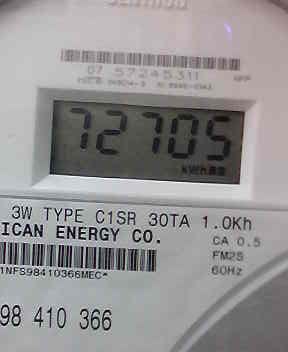 07 57245311
72705
kWh
3W TYPE C1SR 30TA 1.0Kh
ICAN ENERGY CO.
CA 0.5
FM2S
60Hz
1NFS98410366MEC*
98 410 366